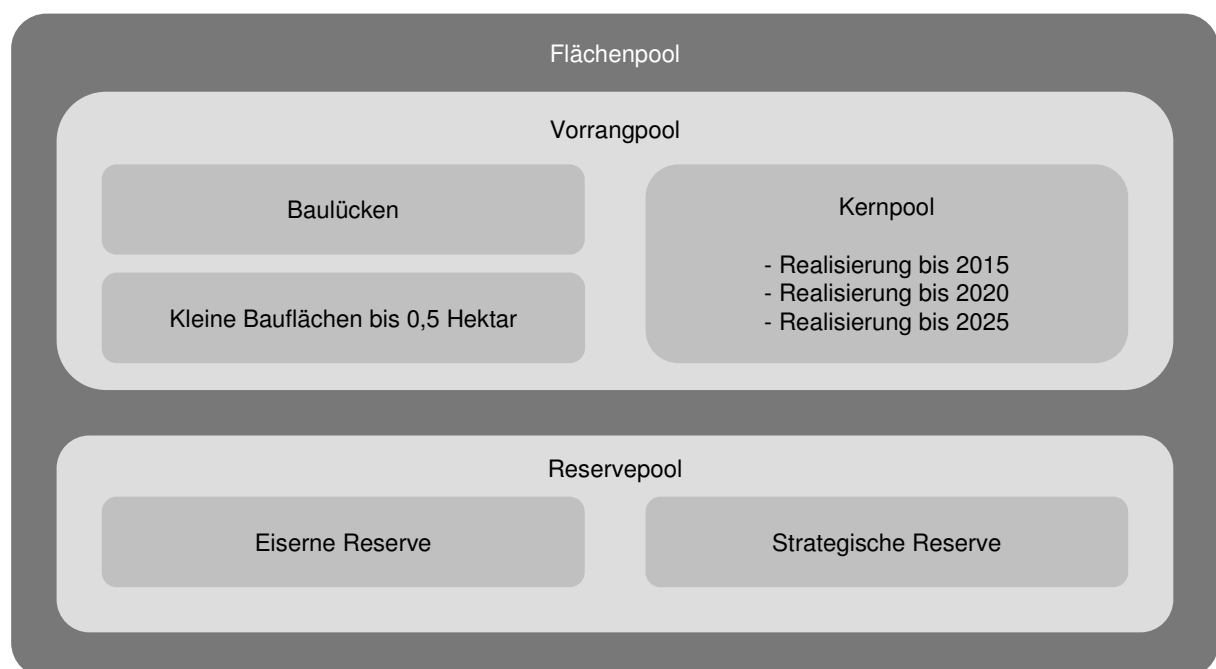 Flächenpool
Vorrangpool
Baulücken
Kleine Bauflächen bis 0,5 Hektar
Kernpool
- Realisierung bis 2015
- Realisierung bis 2020
- Realisierung bis 2025
Reservepool
Eiserne Reserve
Strategische Reserve